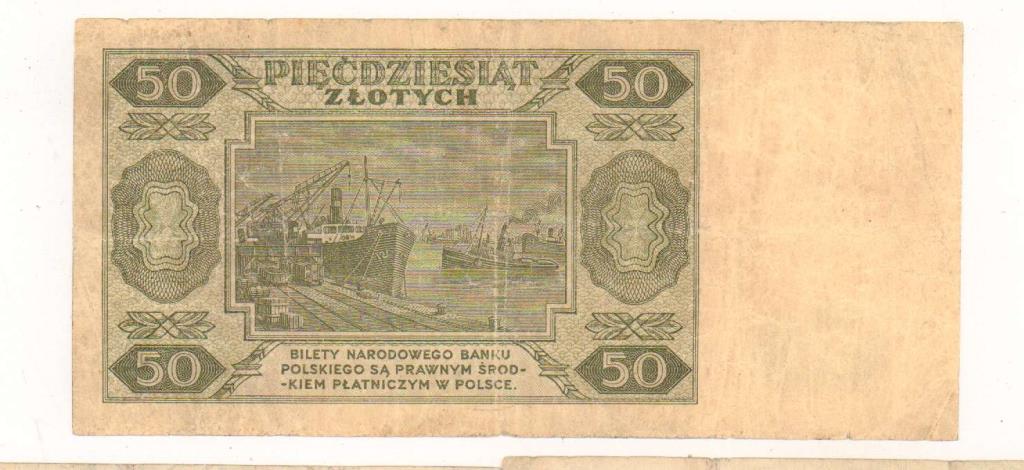 50 PIĘĆDZIESIĄT 50
ZŁOTYCH
50 BILETY NARODOWEGO BANKU 50
POLSKIEGO SĄ PRAWNYM ŚROD-
-KIEM PŁATNICZYM W POLSCE.